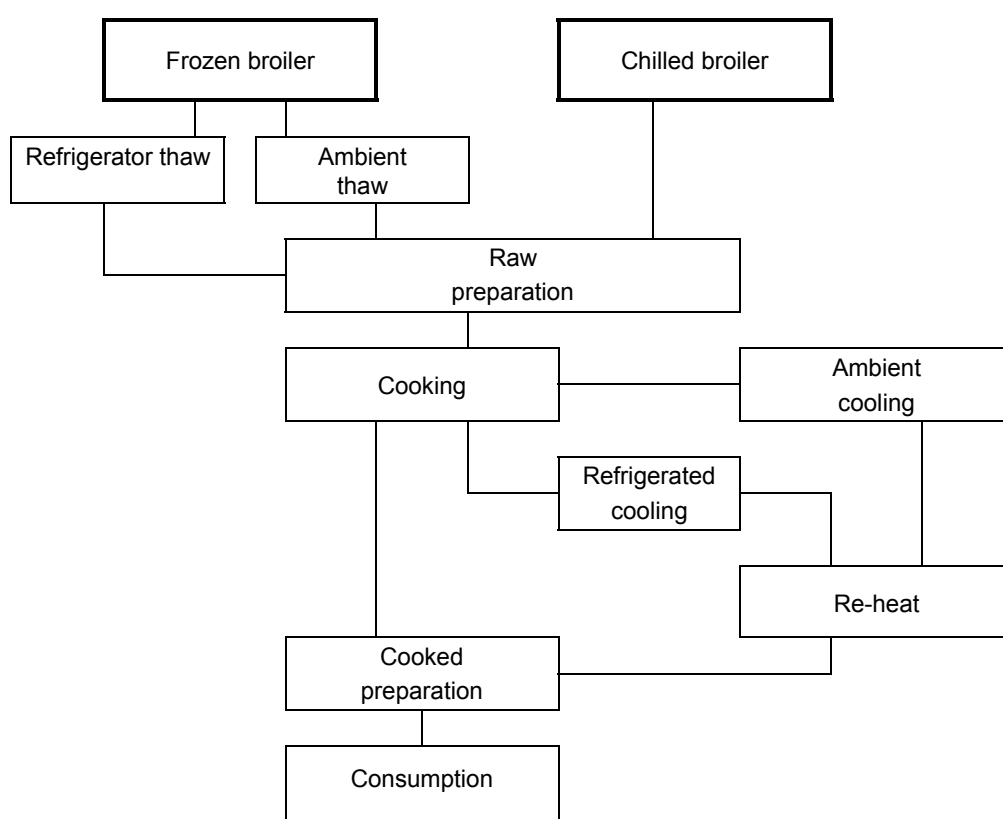 Frozen broiler
Chilled broiler
Refrigerator thaw
Ambient
thaw
Raw
preparation
Cooking
Ambient
cooling
Refrigerated
cooling
Re-heat
Cooked
preparation
Consumption